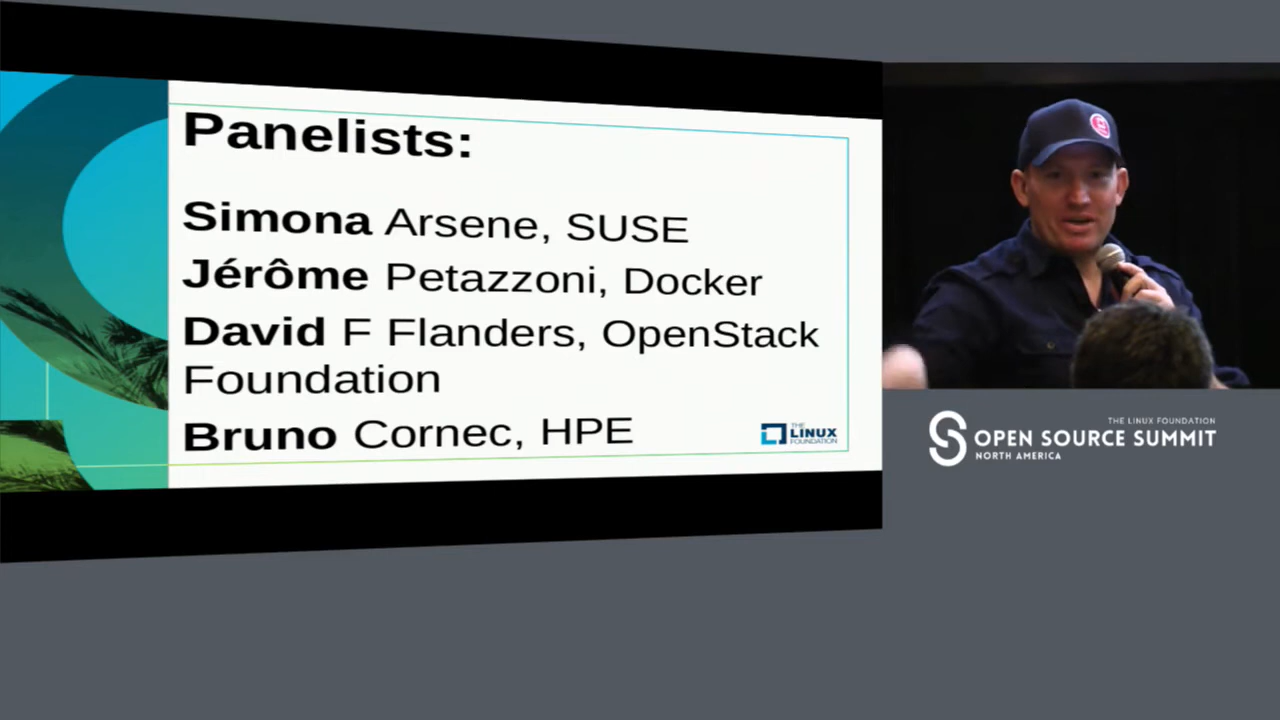 Panelists:
Simona Arsene, SUSE
Jérôme Petazzoni, Docker
David F Flanders, OpenStack
Foundation
Bruno Cornec, HPE
THE
LINUX
FOUNDATION
THE LINUX FOUNDATION
OPEN SOURCE SUMMIT
NORTH AMERICA